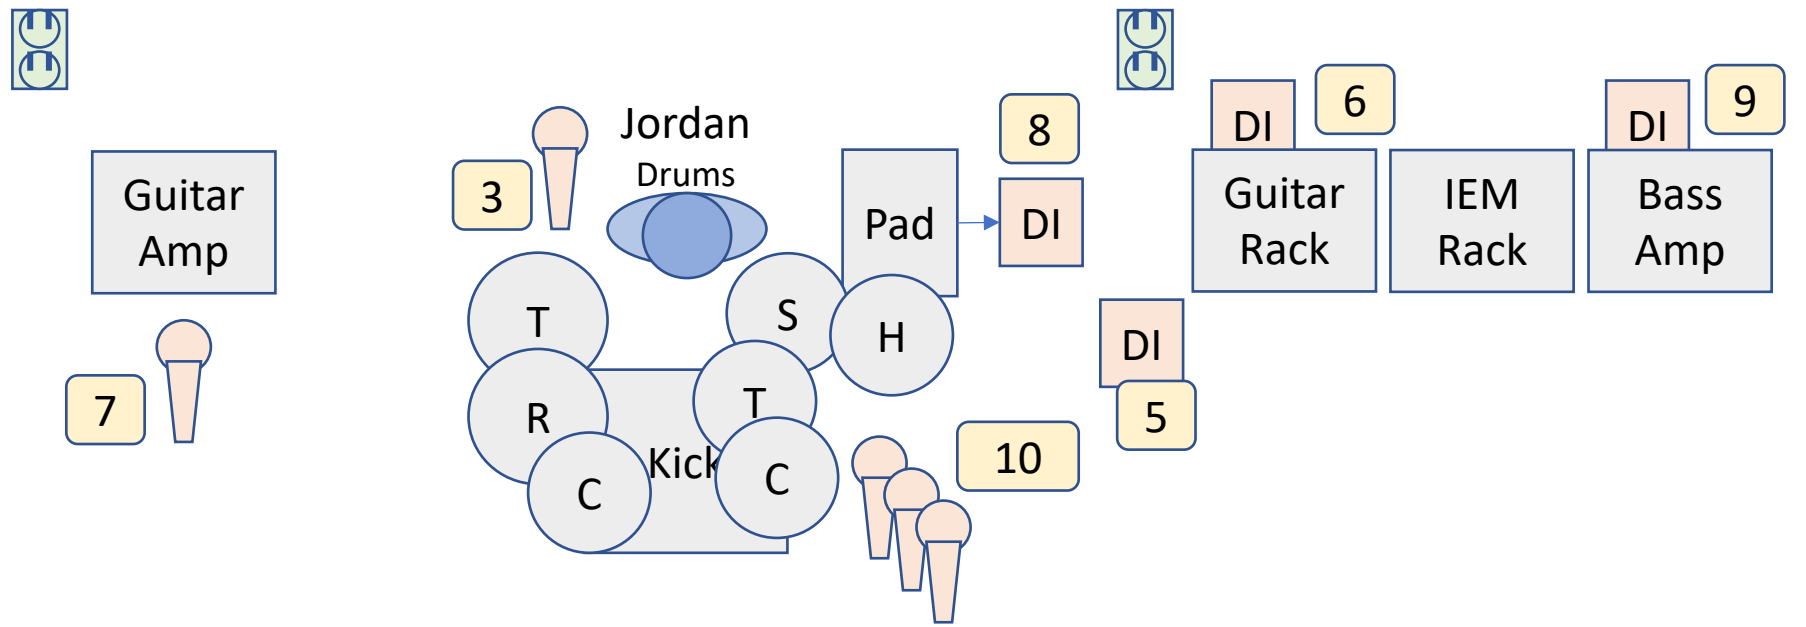 Jordan
Drums
3
8
DI
6
DI
9
Guitar
Amp
Pad
DI
Guitar
Rack
IEM
Rack
Bass
Amp
T
S
H
DI
5
7
R
T
Kick
C
C
10